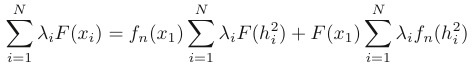 \sum_{i=1}^{N} \lambda_i F(x_i) = f_n(x_1) \sum_{i=1}^{N} \lambda_i F(h_i^2) + F(x_1) \sum_{i=1}^{N} \lambda_i f_n(h_i^2)